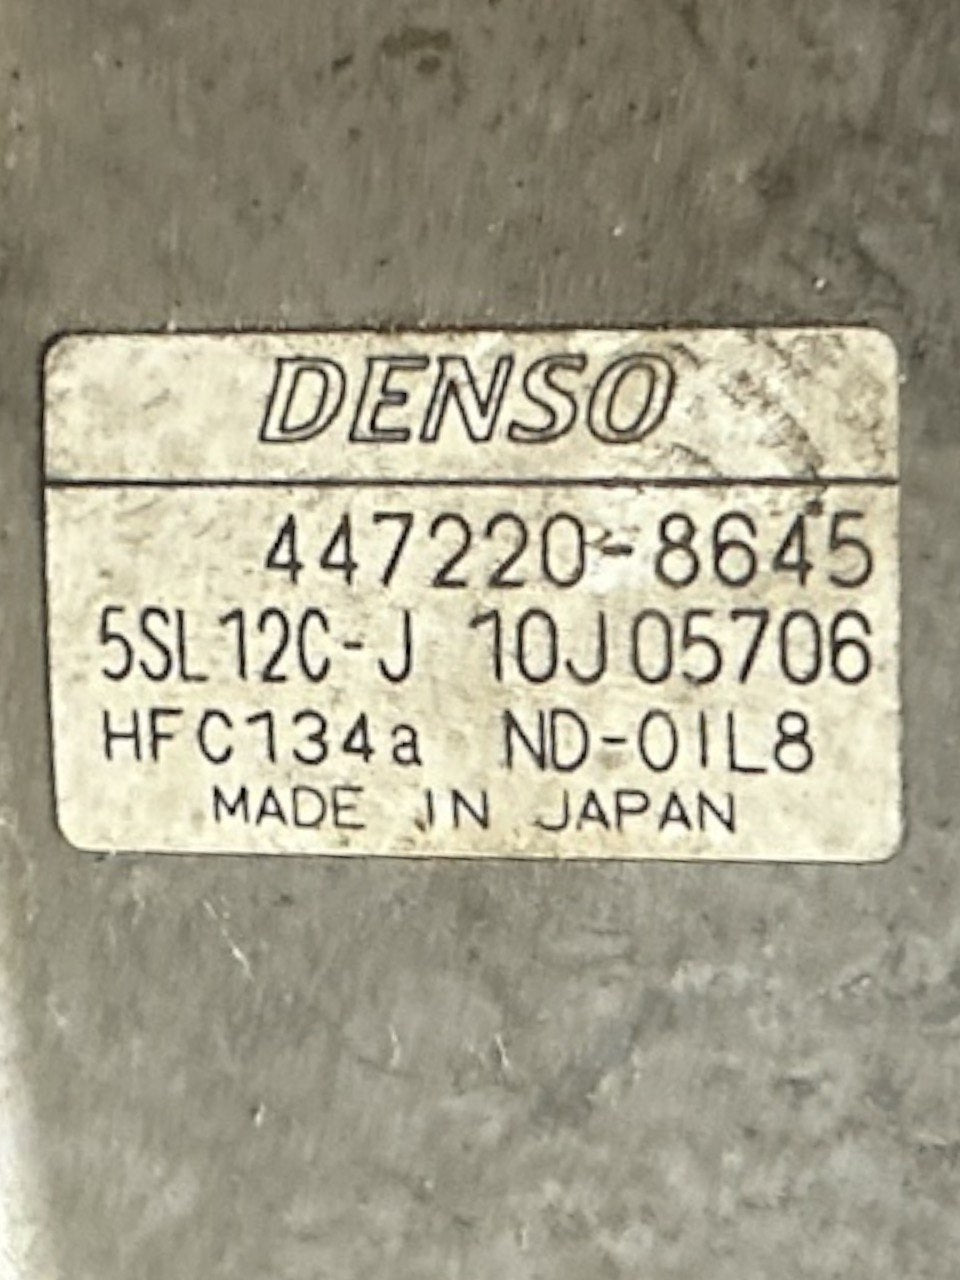 DENSO
447220-8645
5SL12C-J 10J05706
HFC134a ND-OIL8
MADE IN JAPAN